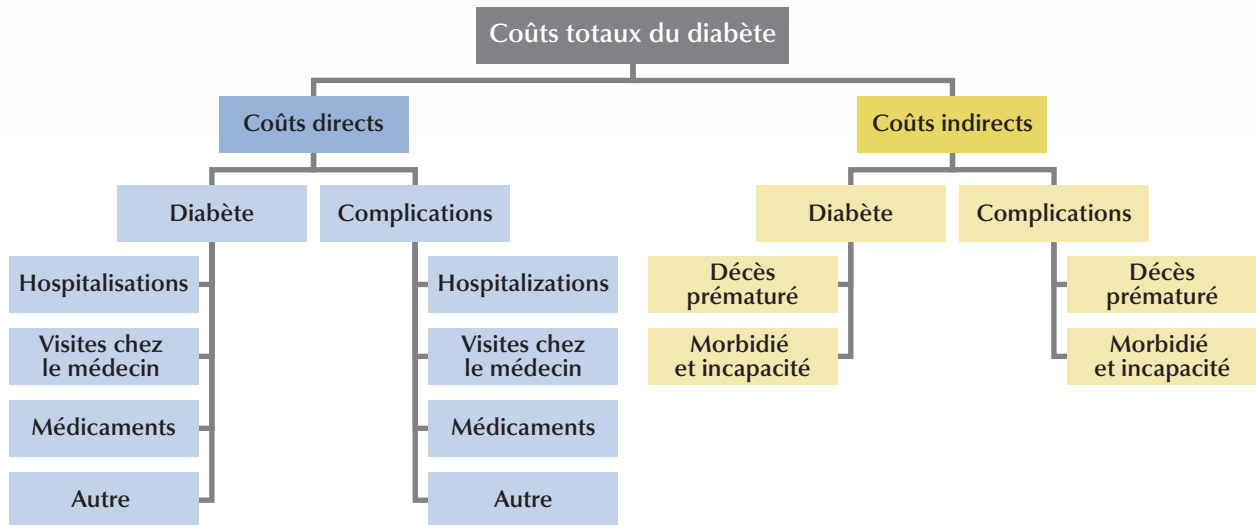 Coûts totaux du diabète
Coûts directs
Coûts indirects
Diabète
Complications
Diabète
Complications
Hospitalisations
Hospitalizations
Décès
prématuré
Décès
prématuré
Visites chez
le médecin
Visites chez
le médecin
Morbidié
et incapacité
Morbidié
et incapacité
Médicaments
Médicaments
Autre
Autre